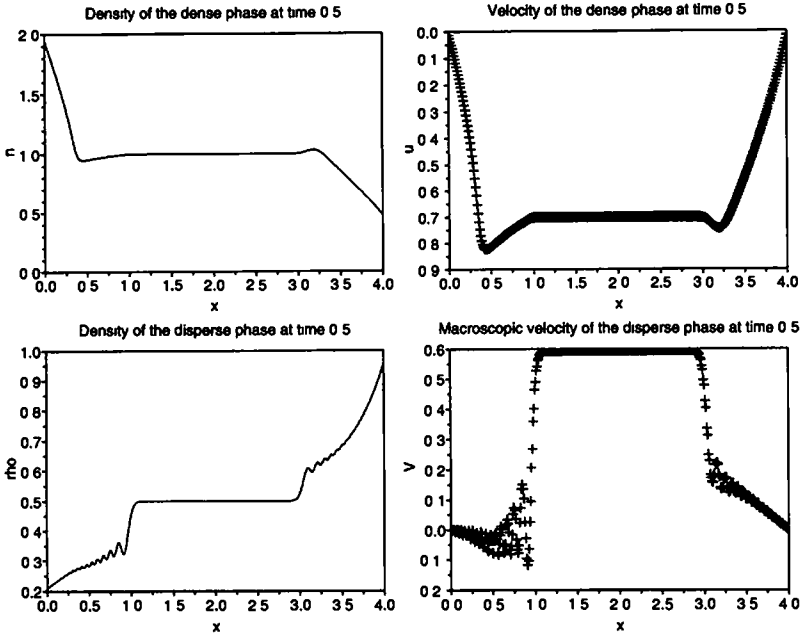 Density of the dense phase at time 0 5
2 0
1.5
1 0
0 5
0 0
n
0.0 0 5 1 0 1 5 2 0 2 5 3 0 3 5 4.0
x
Velocity of the dense phase at time 0 5
0.0
0 1
0.2
0 3
0 4
0 5
0 6
0.7
0 8
0 9
u
0.0 0 5 1 0 1.5 2 0 2.5 3.0 3.5 4.0
x
Density of the disperse phase at time 0 5
1.0
0.9
0.8
0.7
0 6
0 5
0 4
0 3
0.2
rho
0.0 0.5 1 0 1.5 2.0 2 5 3.0 3.5 4.0
x
Macroscopic velocity of the disperse phase at time 0 5
0.6
0.5
0 4
0 3
0.2
0 1
0.0
0 1
0 2
V
0 0 0 5 1 0 1 5 2 0 2.5 3.0 3 5 4.0
x